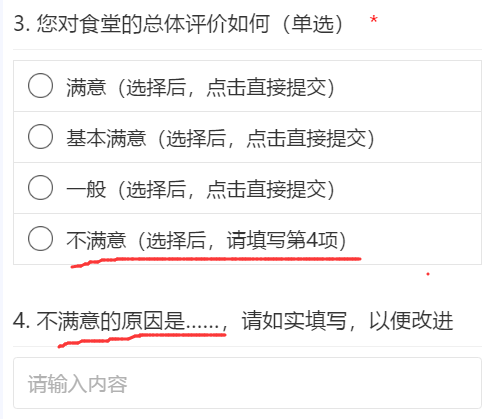 3. 您对食堂的总体评价如何（单选） *
满意（选择后，点击直接提交）
基本满意（选择后，点击直接提交）
一般（选择后，点击直接提交）
不满意（选择后，请填写第4项）
4. 不满意的原因是……，请如实填写，以便改进
请输入内容